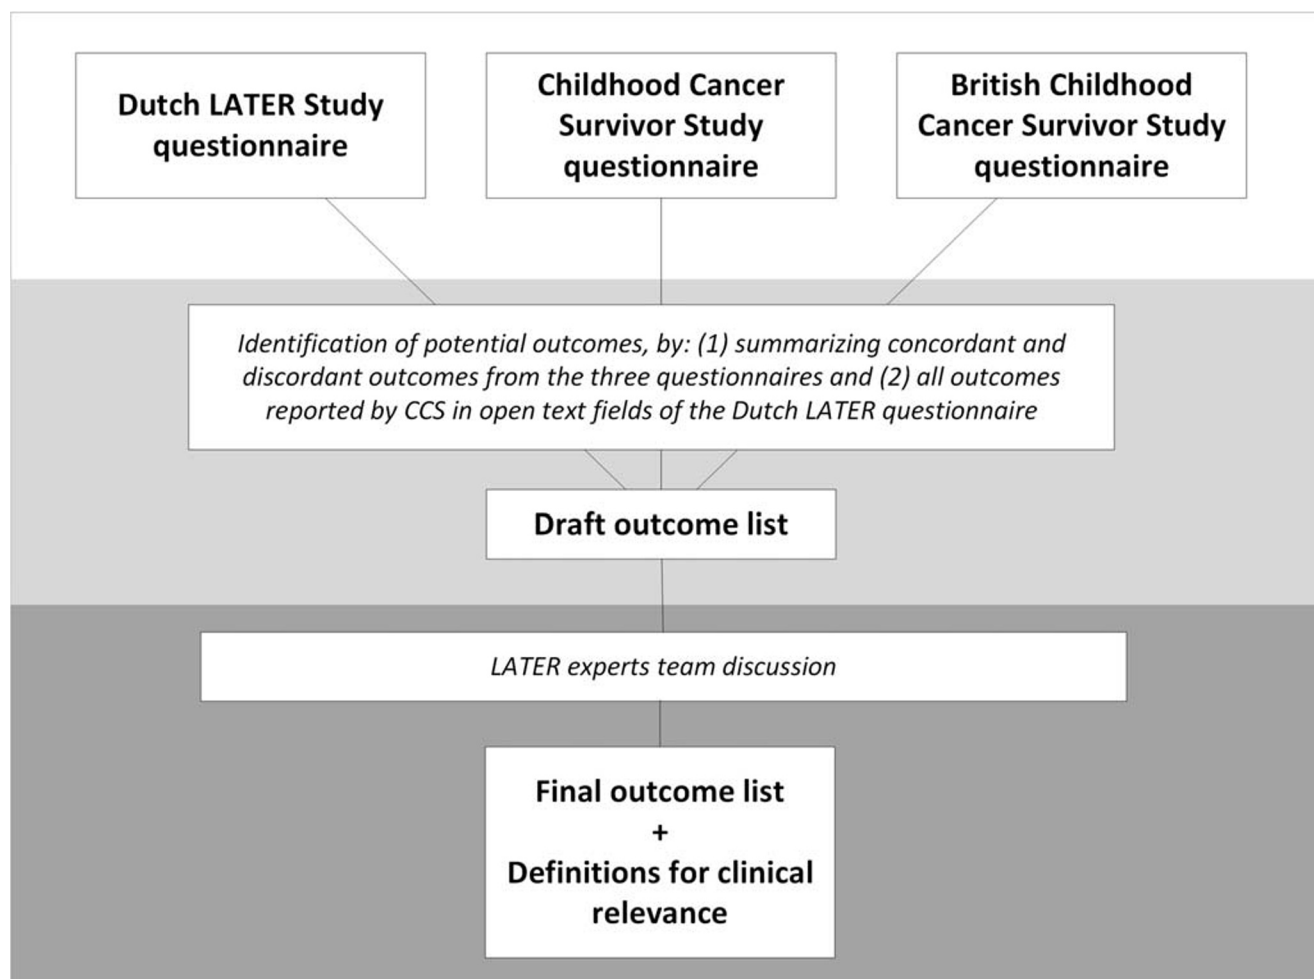 Dutch LATER Study
questionnaire
Childhood Cancer
Survivor Study
questionnaire
British Childhood
Cancer Survivor Study
questionnaire
Identification of potential outcomes, by: (1) summarizing concordant and
discordant outcomes from the three questionnaires and (2) all outcomes
reported by CCS in open text fields of the Dutch LATER questionnaire
Draft outcome list
LATER experts team discussion
Final outcome list
+
Definitions for clinical
relevance